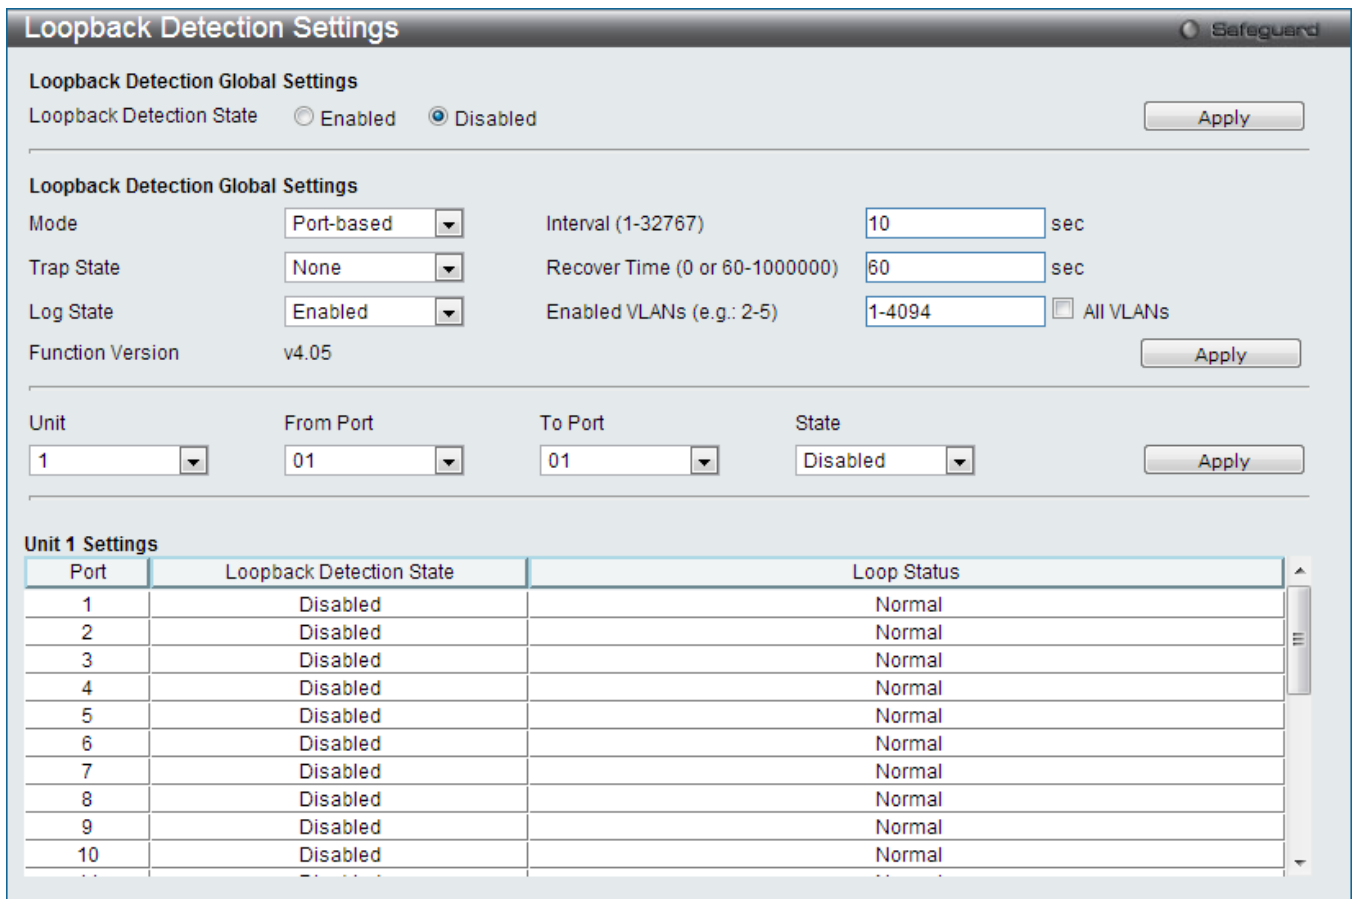 Loopback Detection Settings
Safeguard
Loopback Detection Global Settings
Loopback Detection State Enabled Disabled Apply
Loopback Detection Global Settings
Mode Port-based Interval (1-32767) 10 sec
Trap State None Recover Time (0 or 60-1000000) 60 sec
Log State Enabled Enabled VLANs (e.g.: 2-5) 1-4094 All VLANs
Function Version v4.05 Apply
Unit From Port To Port State
1 01 01 Disabled Apply
Unit 1 Settings
Port Loopback Detection State Loop Status
1 Disabled Normal
2 Disabled Normal
3 Disabled Normal
4 Disabled Normal
5 Disabled Normal
6 Disabled Normal
7 Disabled Normal
8 Disabled Normal
9 Disabled Normal
10 Disabled Normal